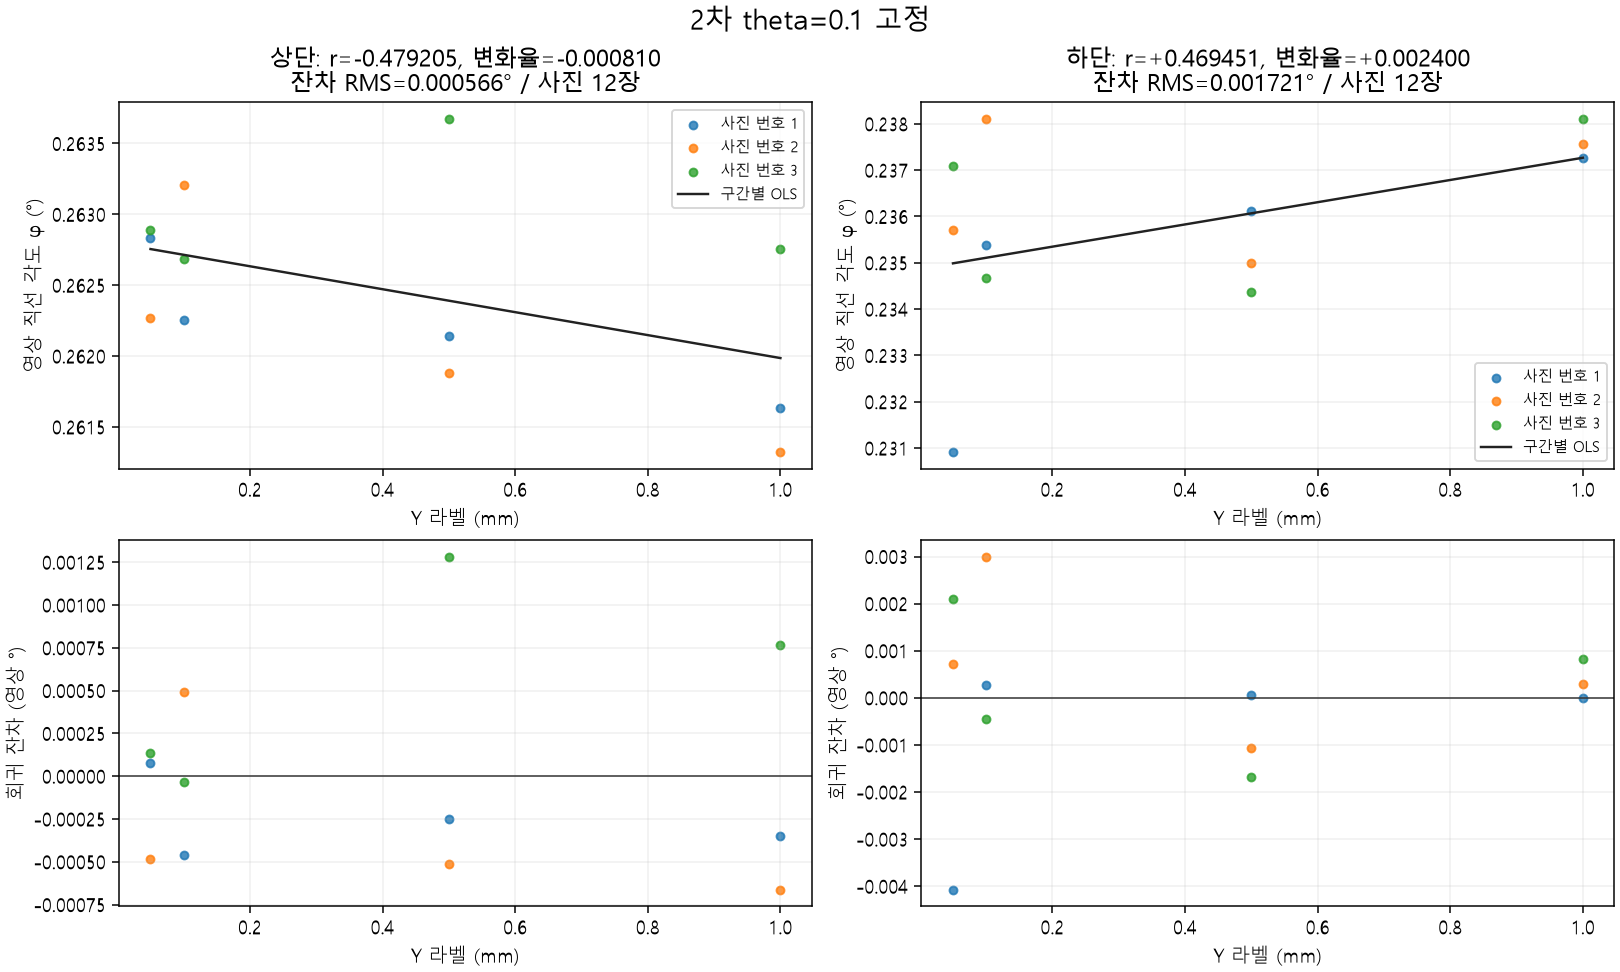 2차 theta=0.1 고정
상단: r=-0.479205, 변화율=-0.000810
잔차 RMS=0.000566° / 사진 12장
영상 직선 각도 φ (°)
0.2635
0.2630
0.2625
0.2620
0.2615
사진 번호 1
사진 번호 2
사진 번호 3
구간별 OLS
0.2
0.4
0.6
0.8
1.0
Y 라벨 (mm)
하단: r=+0.469451, 변화율=+0.002400
잔차 RMS=0.001721° / 사진 12장
영상 직선 각도 φ (°)
0.238
0.237
0.236
0.235
0.234
0.233
0.232
0.231
사진 번호 1
사진 번호 2
사진 번호 3
구간별 OLS
0.2
0.4
0.6
0.8
1.0
Y 라벨 (mm)
회귀 잔차 (영상 °)
0.00125
0.00100
0.00075
0.00050
0.00025
0.00000
-0.00025
-0.00050
-0.00075
0.2
0.4
0.6
0.8
1.0
Y 라벨 (mm)
회귀 잔차 (영상 °)
0.003
0.002
0.001
0.000
-0.001
-0.002
-0.003
-0.004
0.2
0.4
0.6
0.8
1.0
Y 라벨 (mm)